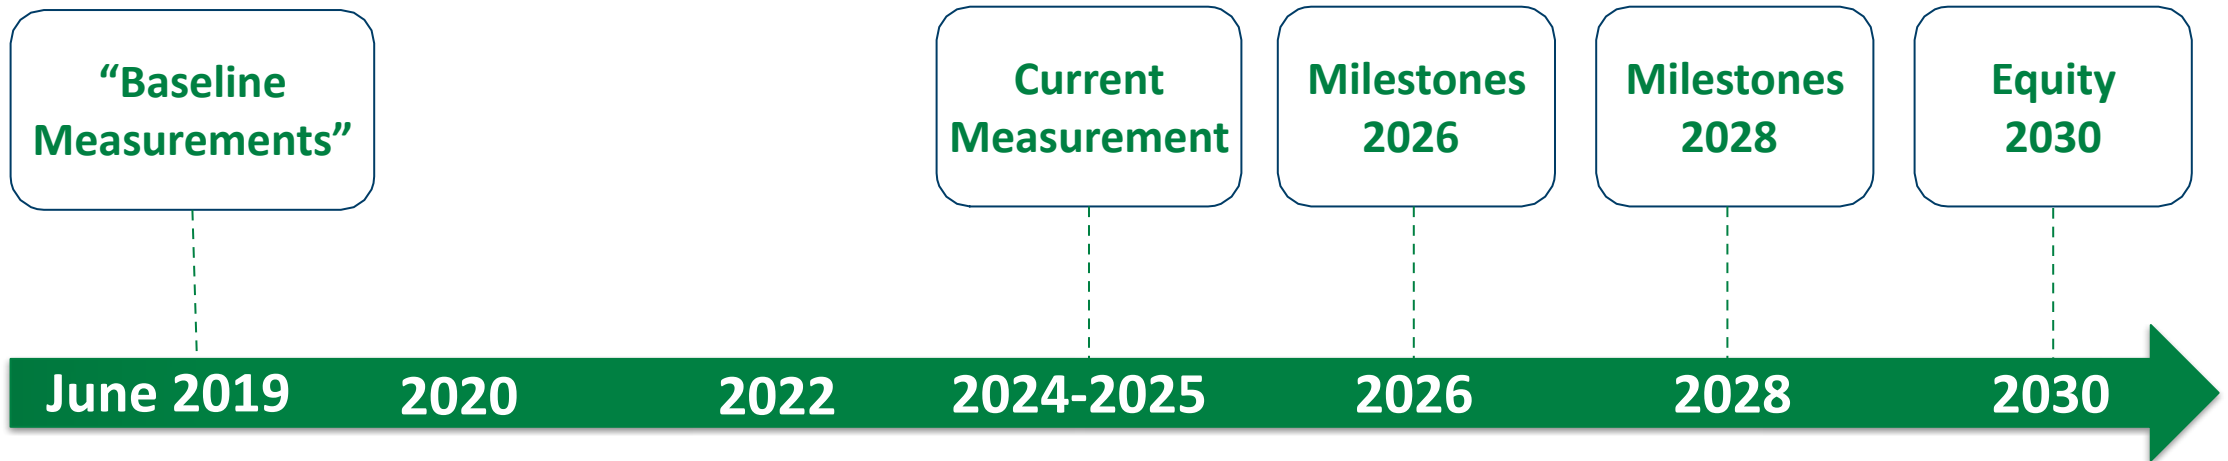 “Baseline
Measurements”
Current
Measurement
Milestones
2026
Milestones
2028
Equity
2030
June 2019
2020
2022
2024-2025
2026
2028
2030